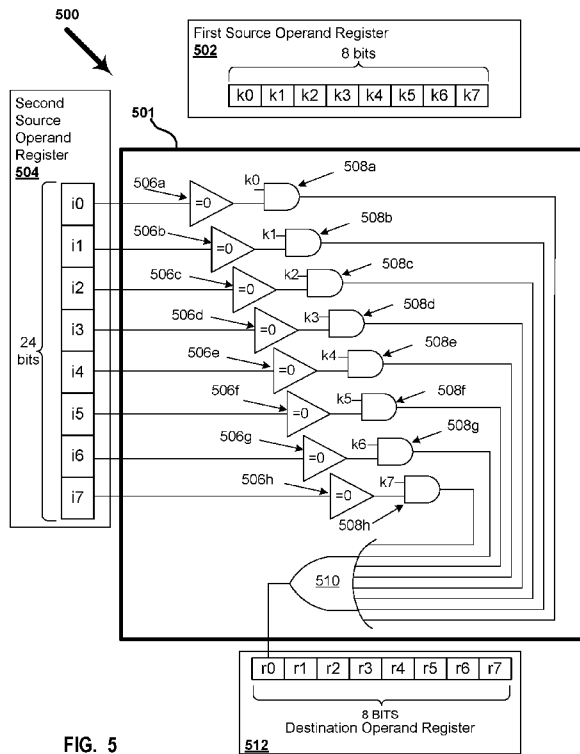 500
First Source Operand Register
502
8 bits
k0 k1 k2 k3 k4 k5 k6 k7
Second
Source
Operand
Register
504
501
24
bits
i0
i1
i2
i3
i4
i5
i6
i7
506a
=0
k0
508a
506b
=0
k1
508b
506c
=0
k2
508c
506d
=0
k3
508d
506e
=0
k4
508e
506f
=0
k5
508f
506g
=0
k6
508g
506h
=0
k7
508h
510
r0 r1 r2 r3 r4 r5 r6 r7
8 BITS
Destination Operand Register
512
FIG. 5